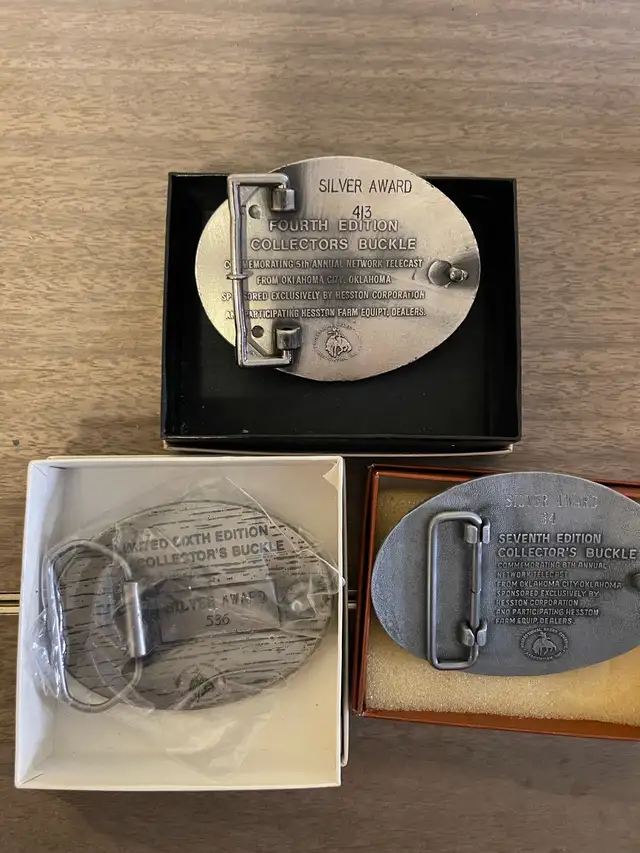 SILVER AWARD
413
FOURTH EDITION
COLLECTORS BUCKLE
COMMEMORATING 5th ANNUAL NETWORK TELECAST
FROM OKLAHOMA CITY, OKLAHOMA
SPONSORED EXCLUSIVELY BY HESSTON CORPORATION
AND PARTICIPATING HESSTON FARM EQUIPT. DEALERS.
LIMITED SIXTH EDITION
COLLECTOR'S BUCKLE
SILVER AWARD
536
SILVER AWARD
14
SEVENTH EDITION
COLLECTOR'S BUCKLE
COMMEMORATING 8TH ANNUAL
NETWORK TELECAST
FROM OKLAHOMA CITY.OKLAHOMA
SPONSORED EXCLUSIVELY BY
HESSTON CORPORATION
AND PARTICIPATING HESSTON
FARM EQUIP. DEALERS.